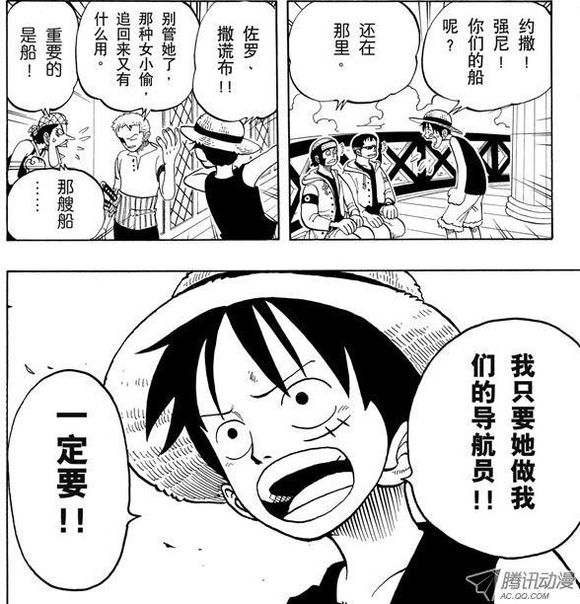 约撒！
强尼！
你们的船
呢？
还在
那里。
佐罗、
撒谎布！！
别管她了，
那种女小偷，
追回来又有
什么用。
重要的
是船！
那艘船
……
我只要她做我
们的导航员！！
一定要！！
腾讯动漫
AC.QQ.COM